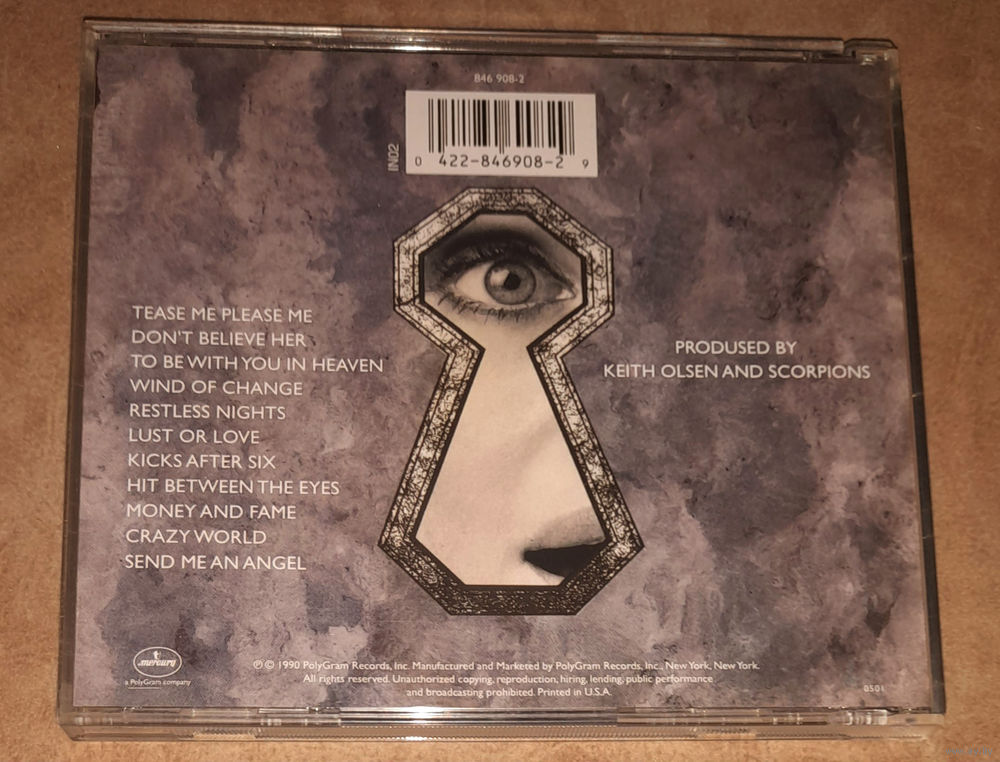 846 908-2
IN02
0 422-846908-2 9
TEASE ME PLEASE ME
DON'T BELIEVE HER
TO BE WITH YOU IN HEAVEN
WIND OF CHANGE
RESTLESS NIGHTS
LUST OR LOVE
KICKS AFTER SIX
HIT BETWEEN THE EYES
MONEY AND FAME
CRAZY WORLD
SEND ME AN ANGEL
PRODUSED BY
KEITH OLSEN AND SCORPIONS
mercury
a PolyGram company
℗ © 1990 PolyGram Records, Inc. Manufactured and Marketed by PolyGram Records, Inc., New York, New York.
All rights reserved. Unauthorized copying, reproduction, hiring, lending, public performance
and broadcasting prohibited. Printed in U.S.A.
0501